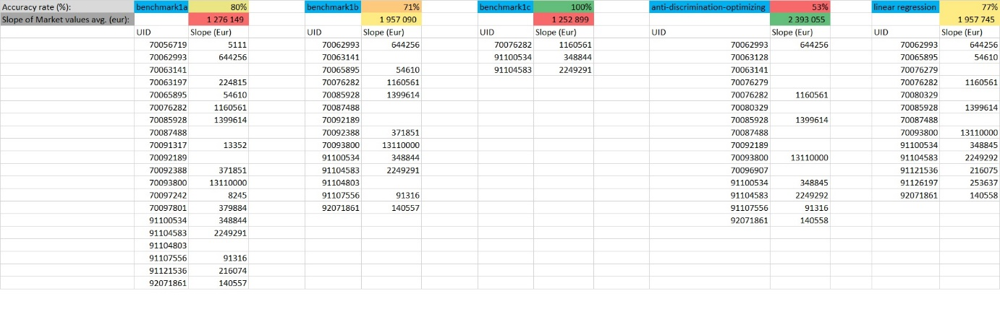 Accuracy rate (%): benchmark1a 80% benchmark1b 71% benchmark1c 100% anti-discrimination-optimizing 53% linear regression 77%
Slope of Market values avg. (eur): 1 276 149 1 957 090 1 252 899 2 393 055 1 957 745
UID Slope (Eur) UID Slope (Eur) UID Slope (Eur) UID Slope (Eur) UID Slope (Eur)
70056719 5111 70062993 644256 70076282 1160561 70062993 644256 70062993 644256
70062993 644256 70063141 91100534 348844 70063128 70065895 54610
70063141 70065895 54610 91104583 2249291 70063141 70076279
70063197 224815 70076282 1160561 70076279 70076282 1160561
70065895 54610 70085928 1399614 70076282 1160561 70080329
70076282 1160561 70087488 70080329 70085928 1399614
70085928 1399614 70092189 70085928 1399614 70087488
70087488 70092388 371851 70087488 70093800 13110000
70091317 13352 70093800 13110000 70092189 91100534 348845
70092189 91100534 348844 70093800 13110000 91104583 2249292
70092388 371851 91104583 2249291 70096907 91121536 216075
70093800 13110000 91104803 91100534 348845 91126197 253637
70097242 8245 91107556 91316 91104583 2249292 92071861 140558
70097801 379884 92071861 140557 91107556 91316
91100534 348844 92071861 140558
91104583 2249291
91104803
91107556 91316
91121536 216074
92071861 140557